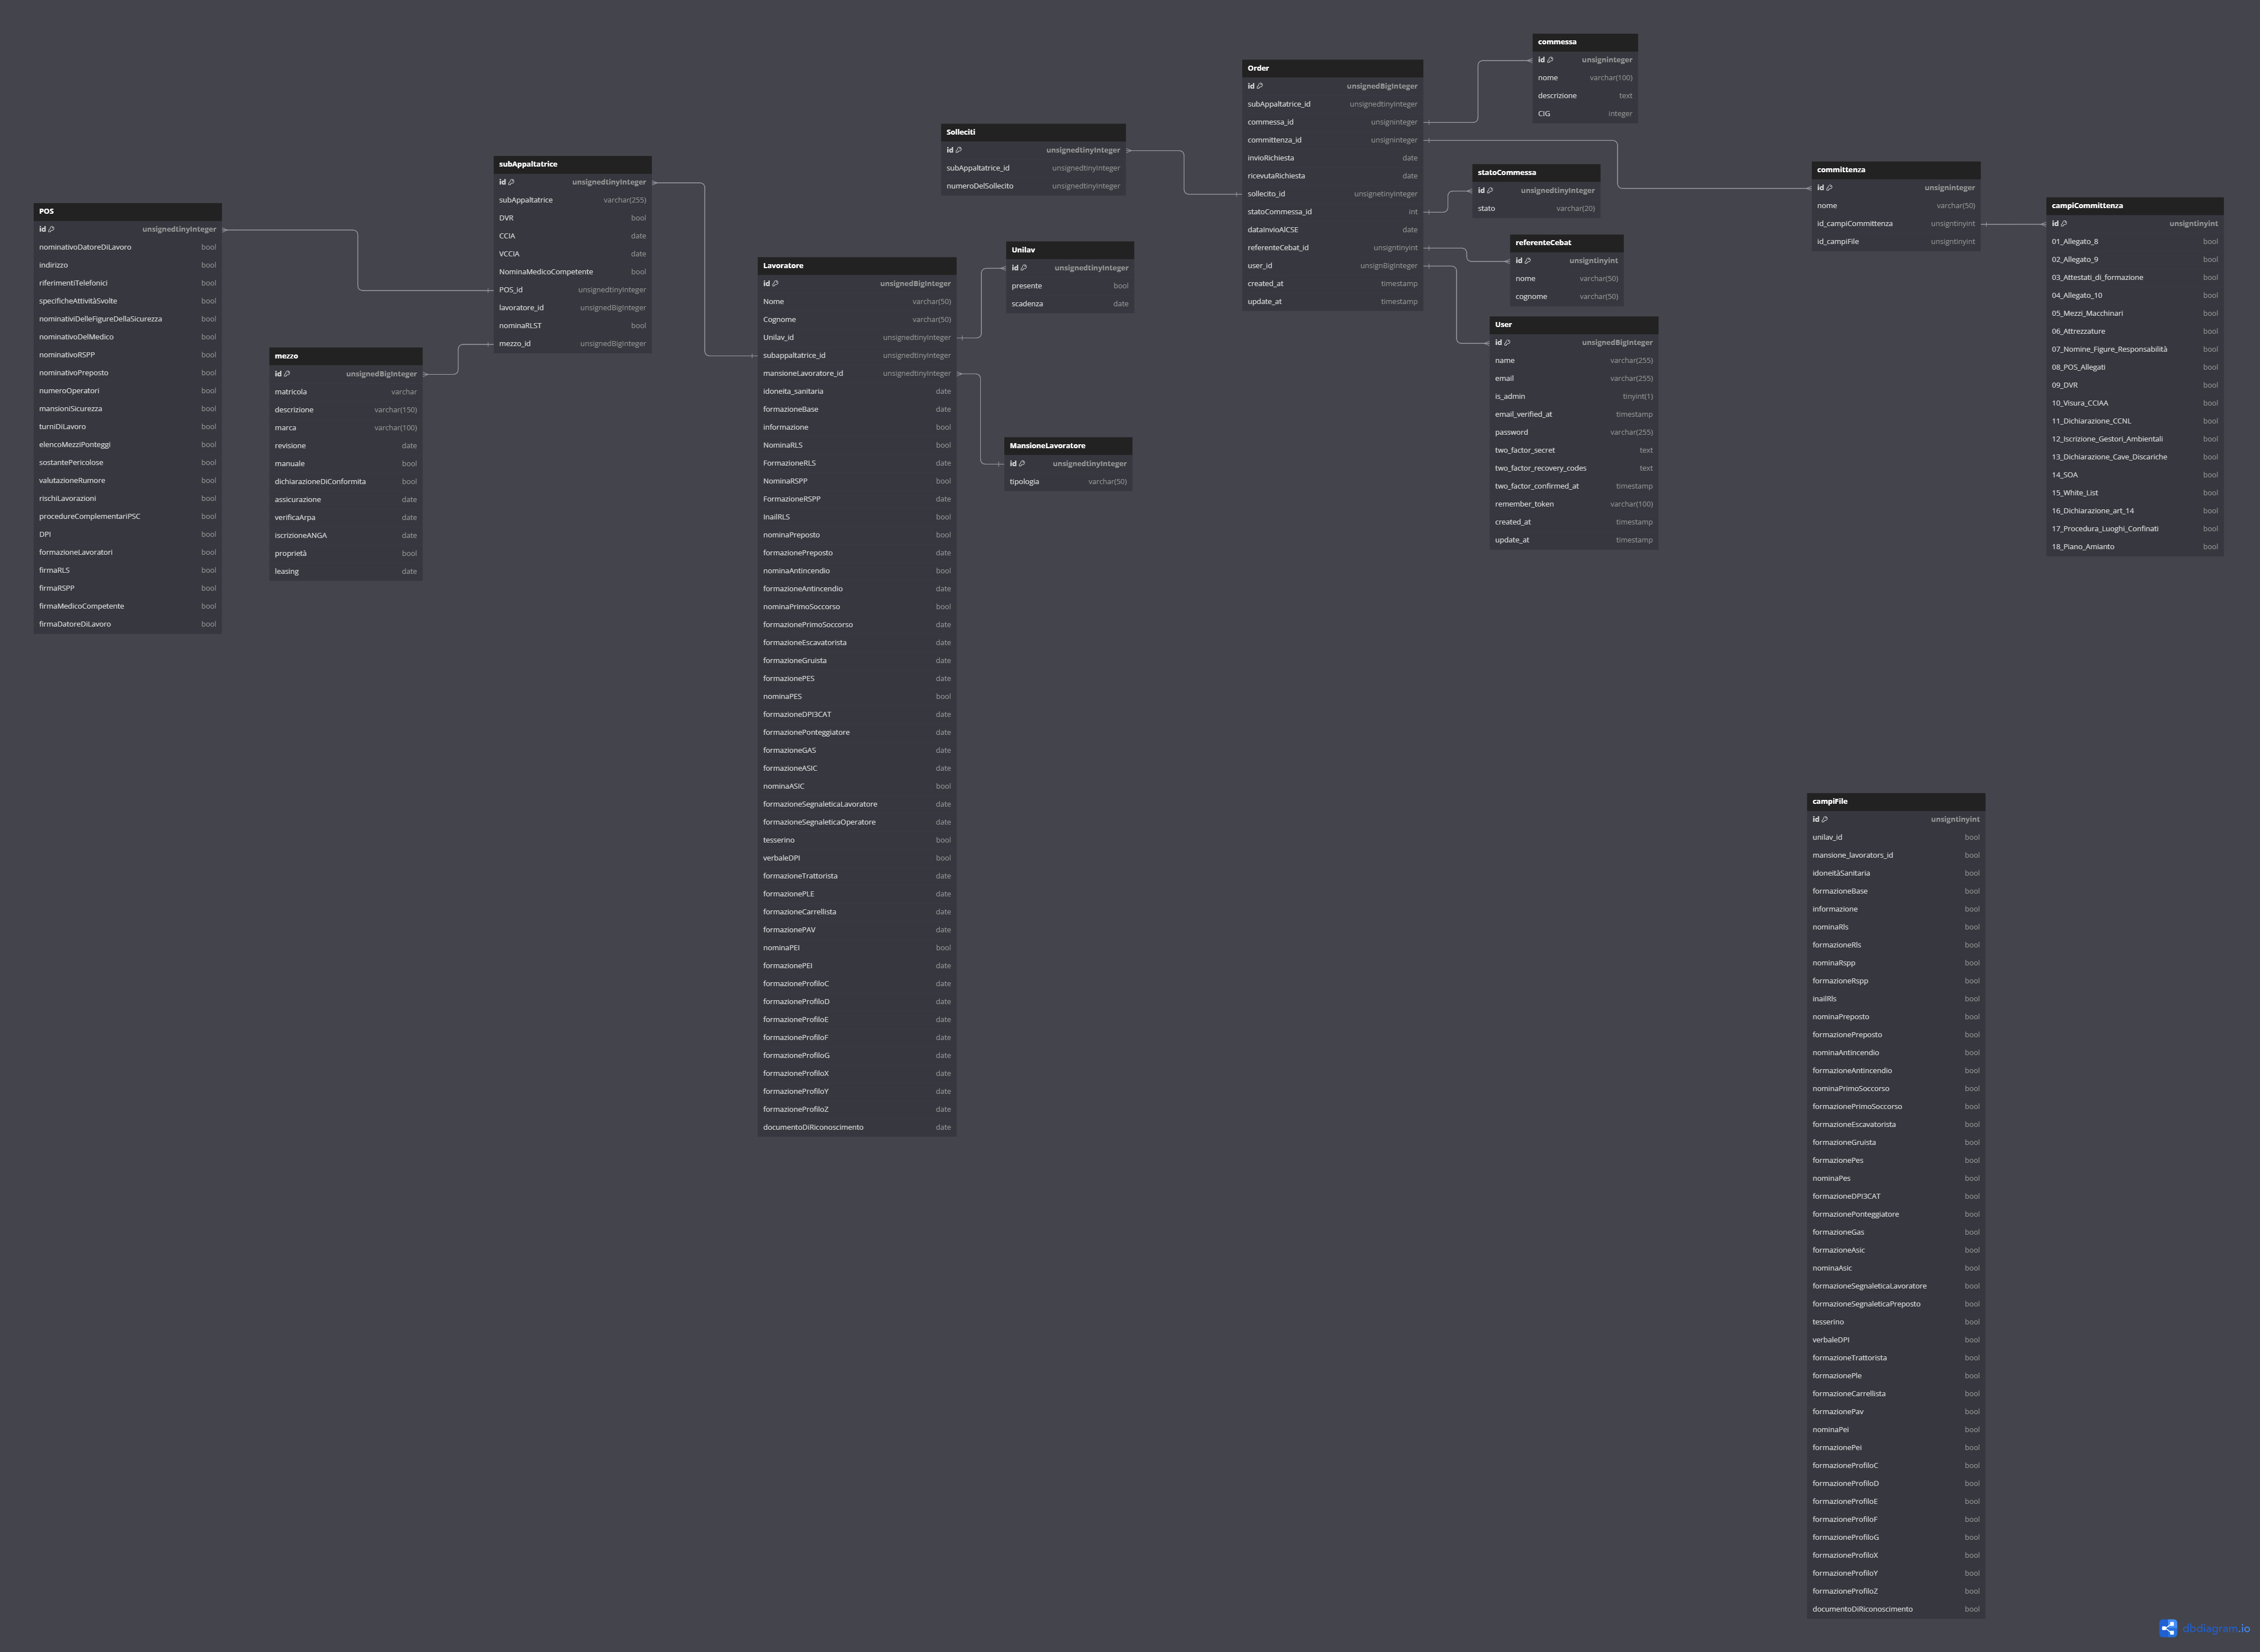 POS
id unsignedtinyInteger
nominativoDatoreDiLavoro bool
indirizzo bool
riferimentiTelefonici bool
specificheAttivitàSvolte bool
nominativiDelleFigureDellaSicurezza bool
nominativoDelMedico bool
nominativoRSPP bool
nominativoPreposto bool
numeroOperatori bool
mansioniSicurezza bool
turniDiLavoro bool
elencoMezziPonteggi bool
sostantePericolose bool
valutazioneRumore bool
rischiLavorazioni bool
procedureComplementariPSC bool
DPI bool
formazioneLavoratori bool
firmaRLS bool
firmaRSPP bool
firmaMedicoCompetente bool
firmaDatoreDiLavoro bool
mezzo
id unsignedBigInteger
matricola varchar
descrizione varchar(150)
marca varchar(100)
revisione date
manuale bool
dichiarazioneDiConformita bool
assicurazione date
verificaArpa date
iscrizioneANGA date
proprietà bool
leasing date
subAppaltatrice
id unsignedtinyInteger
subAppaltatrice varchar(255)
DVR bool
CCIA date
VCCIA date
NominaMedicoCompetente bool
POS_id unsignedtinyInteger
lavoratore_id unsignedBigInteger
nominaRLST bool
mezzo_id unsignedBigInteger
Lavoratore
id unsignedBigInteger
Nome varchar(50)
Cognome varchar(50)
Unilav_id unsignedtinyInteger
subappaltatrice_id unsignedtinyInteger
mansioneLavoratore_id unsignedtinyInteger
idoneita_sanitaria date
formazioneBase date
informazione bool
NominaRLS bool
FormazioneRLS date
NominaRSPP bool
FormazioneRSPP date
InailRLS bool
nominaPreposto bool
formazionePreposto date
nominaAntincendio bool
formazioneAntincendio date
nominaPrimoSoccorso bool
formazionePrimoSoccorso date
formazioneEscavatorista date
formazioneGruista date
formazionePES date
nominaPES bool
formazioneDPI3CAT date
formazionePonteggiatore date
formazioneGAS date
formazioneASIC date
nominaASIC bool
formazioneSegnaleticaLavoratore date
formazioneSegnaleticaOperatore date
tesserino bool
verbaleDPI bool
formazioneTrattorista date
formazionePLE date
formazioneCarrellista date
formazionePAV date
nominaPEI bool
formazionePEI date
formazioneProfiloC date
formazioneProfiloD date
formazioneProfiloE date
formazioneProfiloF date
formazioneProfiloG date
formazioneProfiloX date
formazioneProfiloY date
formazioneProfiloZ date
documentoDiRiconoscimento date
Solleciti
id unsignedtinyInteger
subAppaltatrice_id unsignedtinyInteger
numeroDelSollecito unsignedtinyInteger
Unilav
id unsignedtinyInteger
presente bool
scadenza date
MansioneLavoratore
id unsignedtinyInteger
tipologia varchar(50)
Order
id unsignedBigInteger
subAppaltatrice_id unsignedtinyInteger
commessa_id unsigninteger
committenza_id unsigninteger
invioRichiesta date
ricevutaRichiesta date
sollecito_id unsignetinyInteger
statoCommessa_id int
dataInvioAlCSE date
referenteCebat_id unsigntinyint
user_id unsignBigInteger
created_at timestamp
update_at timestamp
commessa
id unsigninteger
nome varchar(100)
descrizione text
CIG integer
statoCommessa
id unsignedtinyInteger
stato varchar(20)
referenteCebat
id unsigntinyint
nome varchar(50)
cognome varchar(50)
User
id unsignedBigInteger
name varchar(255)
email varchar(255)
is_admin tinyint(1)
email_verified_at timestamp
password varchar(255)
two_factor_secret text
two_factor_recovery_codes text
two_factor_confirmed_at timestamp
remember_token varchar(100)
created_at timestamp
update_at timestamp
committenza
id unsigninteger
nome varchar(50)
id_campiCommittenza unsigntinyint
id_campiFile unsigntinyint
campiCommittenza
id unsigntinyint
01_Allegato_8 bool
02_Allegato_9 bool
03_Attestati_di_formazione bool
04_Allegato_10 bool
05_Mezzi_Macchinari bool
06_Attrezzature bool
07_Nomine_Figure_Responsabilità bool
08_POS_Allegati bool
09_DVR bool
10_Visura_CCIAA bool
11_Dichiarazione_CCNL bool
12_Iscrizione_Gestori_Ambientali bool
13_Dichiarazione_Cave_Discariche bool
14_SOA bool
15_White_List bool
16_Dichiarazione_art_14 bool
17_Procedura_Luoghi_Confinati bool
18_Piano_Amianto bool
campiFile
id unsigntinyint
unilav_id bool
mansione_lavorators_id bool
idoneitàSanitaria bool
formazioneBase bool
informazione bool
nominaRls bool
formazioneRls bool
nominaRspp bool
formazioneRspp bool
inailRls bool
nominaPreposto bool
formazionePreposto bool
nominaAntincendio bool
formazioneAntincendio bool
nominaPrimoSoccorso bool
formazionePrimoSoccorso bool
formazioneEscavatorista bool
formazioneGruista bool
formazionePes bool
nominaPes bool
formazioneDPI3CAT bool
formazionePonteggiatore bool
formazioneGas bool
formazioneAsic bool
nominaAsic bool
formazioneSegnaleticaLavoratore bool
formazioneSegnaleticaPreposto bool
tesserino bool
verbaleDPI bool
formazioneTrattorista bool
formazionePle bool
formazioneCarrellista bool
formazionePav bool
nominaPei bool
formazionePei bool
formazioneProfiloC bool
formazioneProfiloD bool
formazioneProfiloE bool
formazioneProfiloF bool
formazioneProfiloG bool
formazioneProfiloX bool
formazioneProfiloY bool
formazioneProfiloZ bool
documentoDiRiconoscimento bool
dbdiagram.io